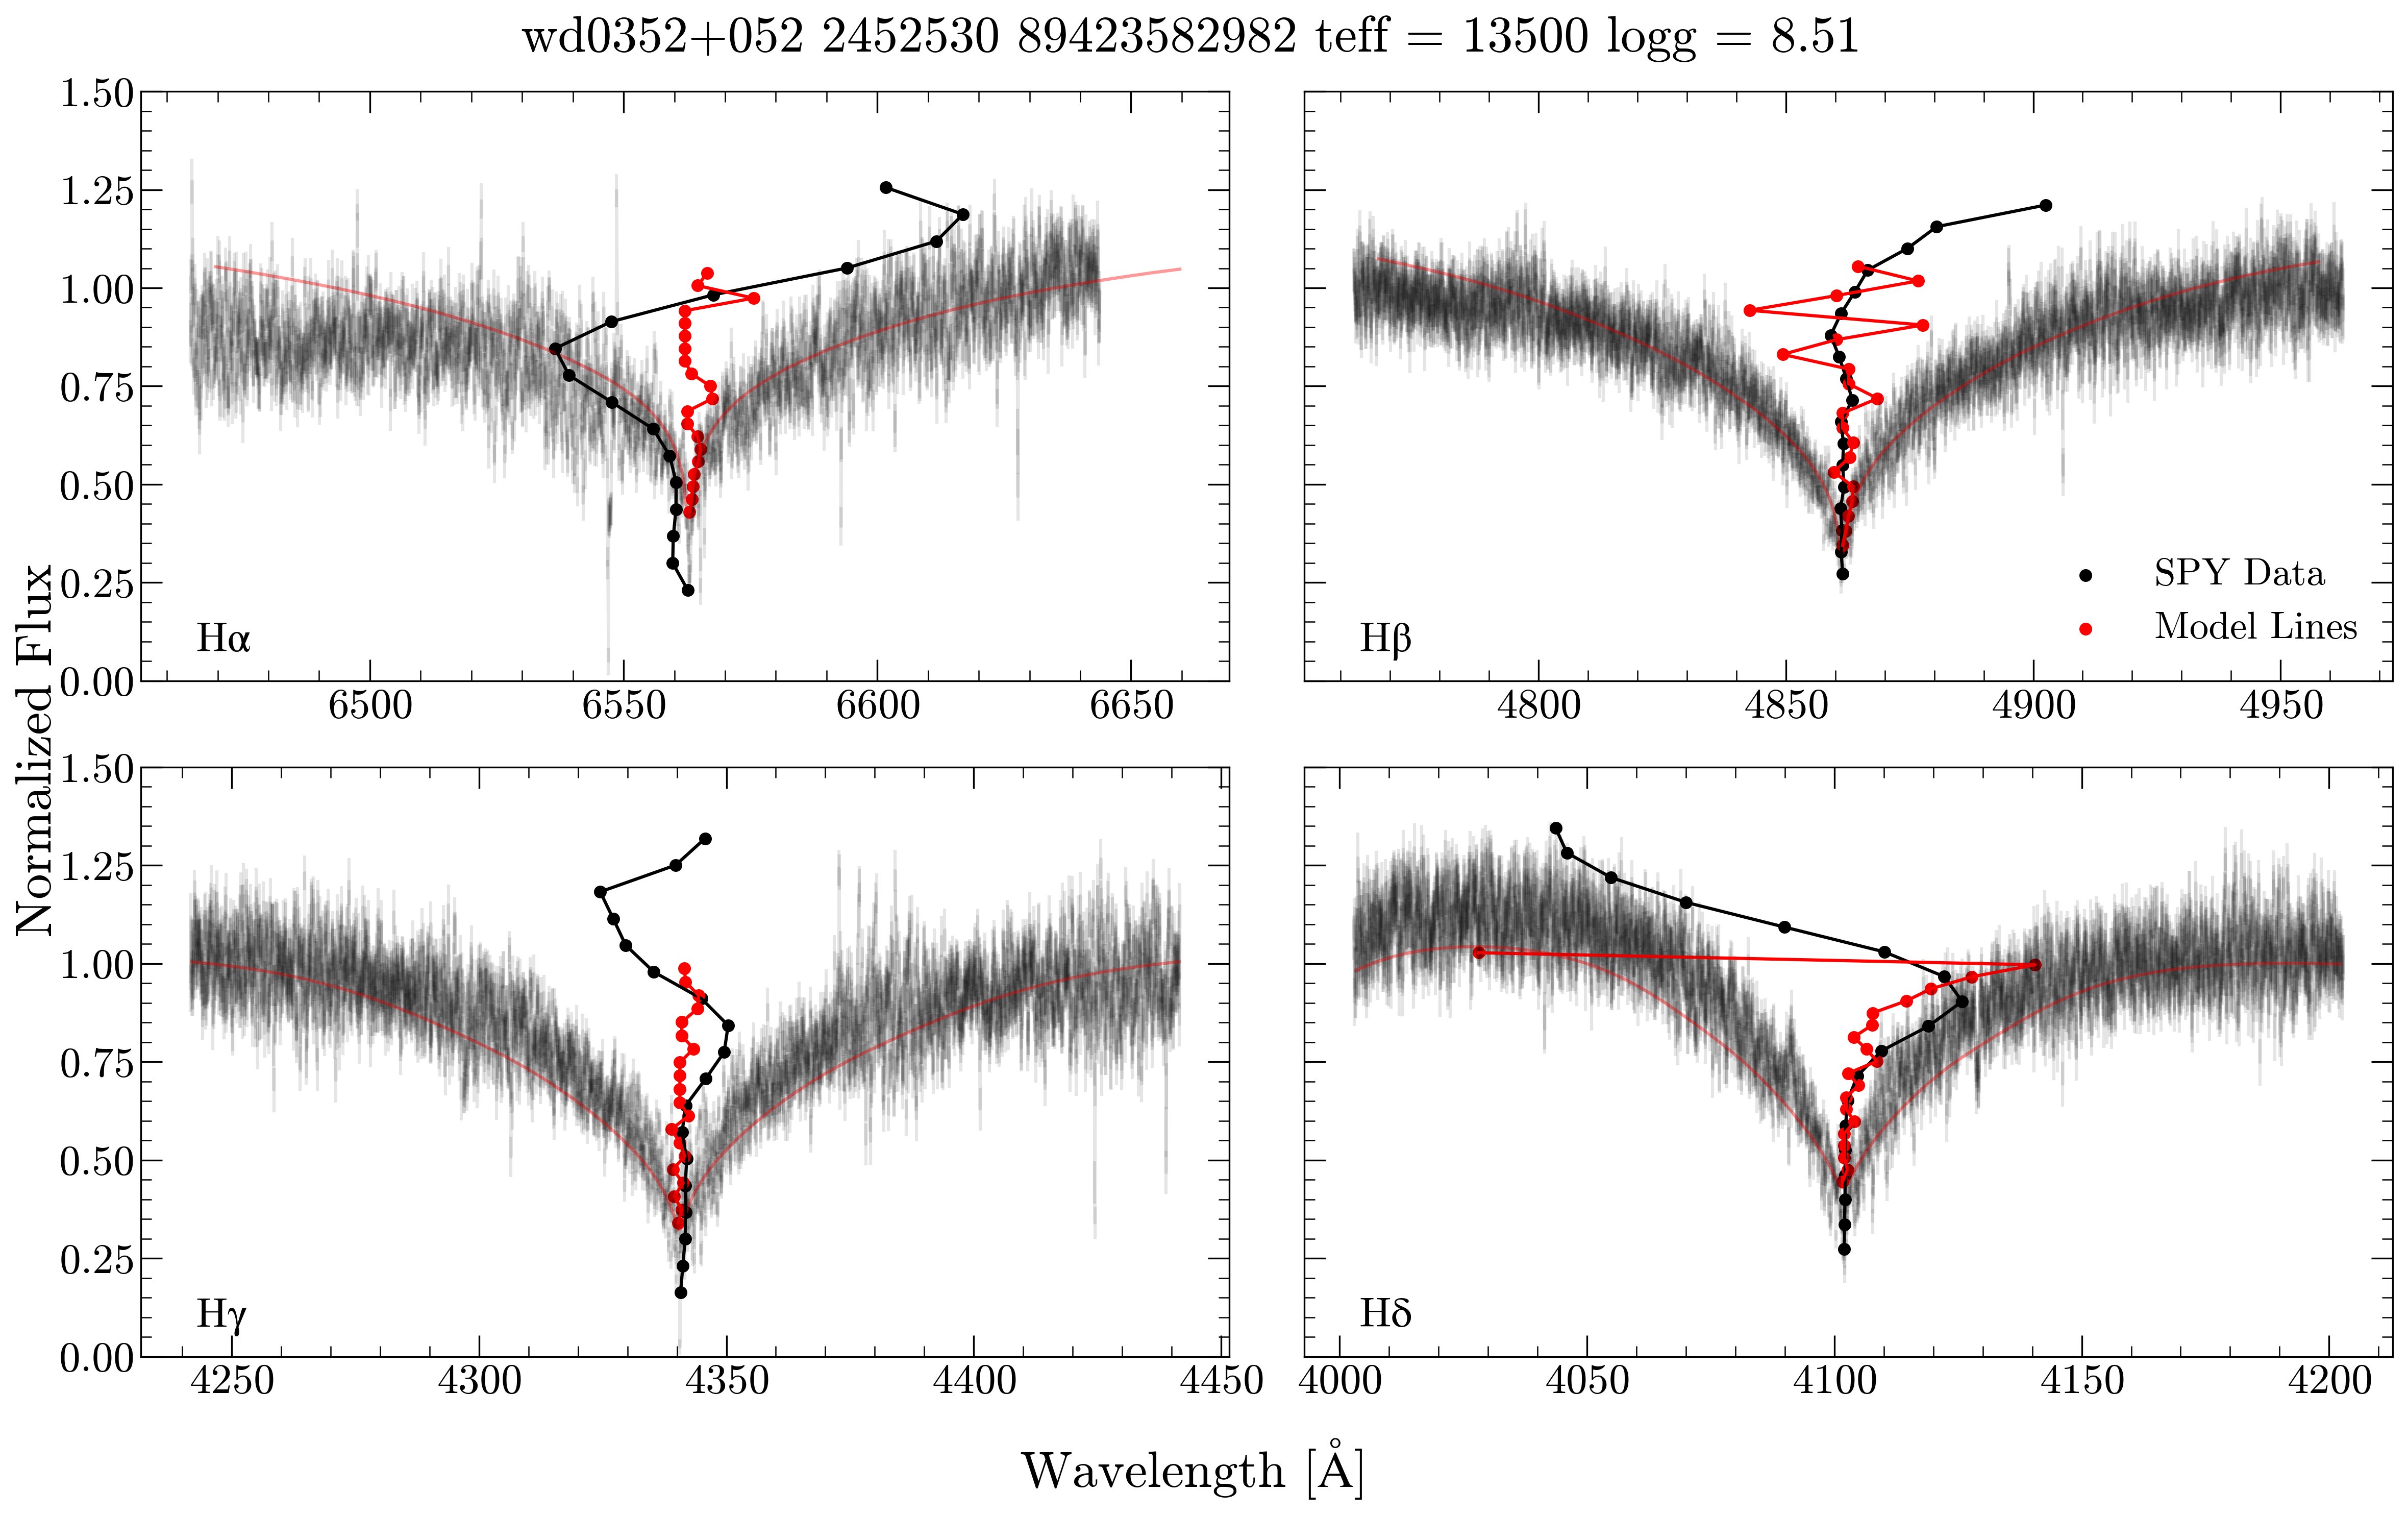 wd0352+052 2452530 89423582982 teff = 13500 logg = 8.51
Normalized Flux
1.50
1.25
1.00
0.75
0.50
0.25
0.00
Hα
6500 6550 6600 6650
SPY Data
Model Lines
Hβ
4800 4850 4900 4950
1.50
1.25
1.00
0.75
0.50
0.25
0.00
Hγ
4250 4300 4350 4400 4450
Hδ
4000 4050 4100 4150 4200
Wavelength [Å]